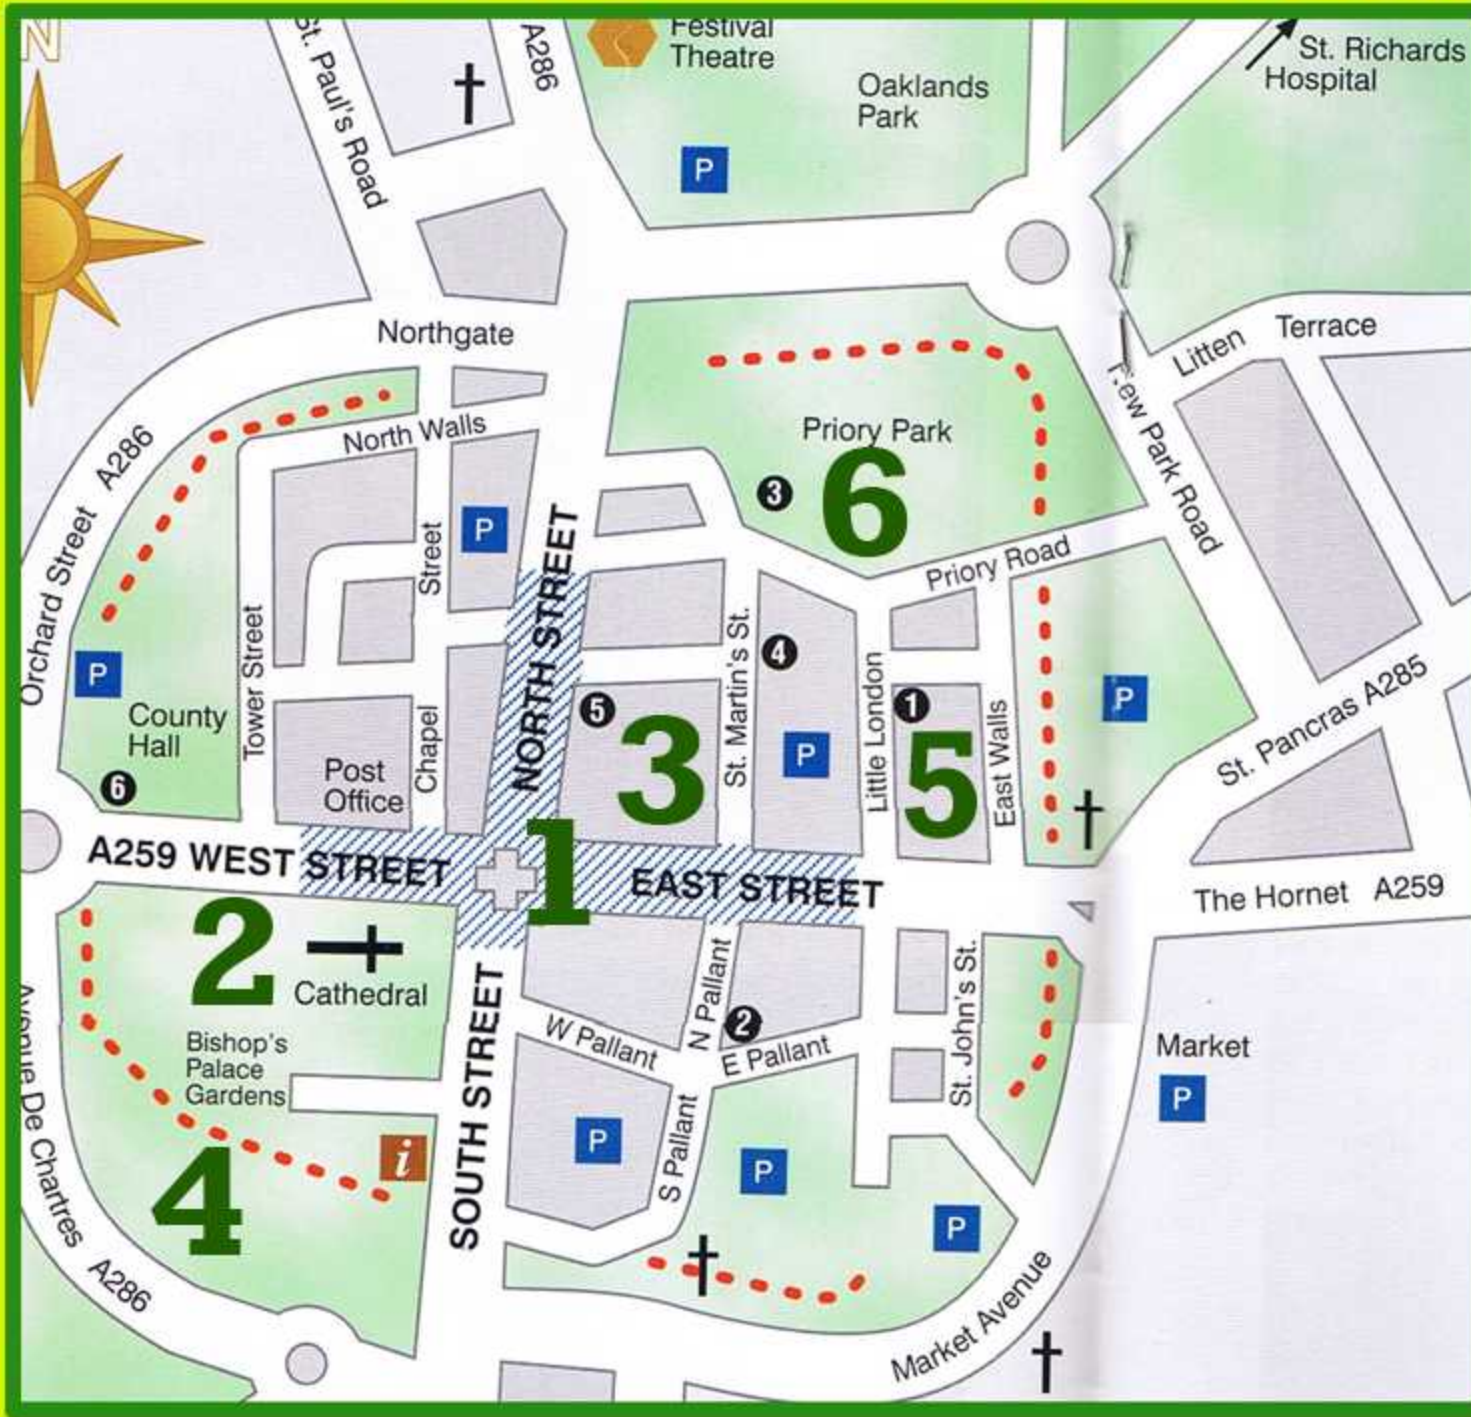 N
St. Paul's Road
A286
Festival
Theatre
Oaklands
Park
St. Richards
Hospital
P
Northgate
Litten Terrace
New Park Road
North Walls
Orchard Street A286
Priory Park
3
6
P
Street
NORTH STREET
Priory Road
P
County
Hall
6
Tower Street
Post
Office
Chapel
5
3
St. Martin's St.
4
P
Little London
1
5
East Walls
P
St. Pancras A285
A259 WEST STREET
1
EAST STREET
The Hornet A259
2
Cathedral
Bishop's
Palace
Gardens
Avenue De Chartres A286
4
i
SOUTH STREET
W Pallant
N Pallant
2
E Pallant
S Pallant
St. John's St.
P
P
P
Market
P
Market Avenue